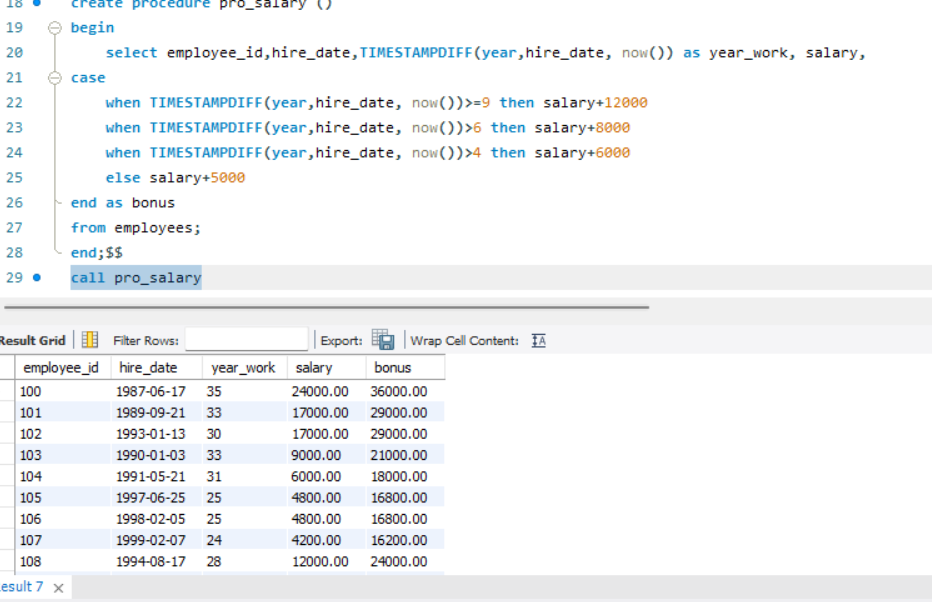 18 create procedure pro_salary ()
19 begin
20 select employee_id,hire_date,TIMESTAMPDIFF(year,hire_date, now()) as year_work, salary,
21 case
22 when TIMESTAMPDIFF(year,hire_date, now())>=9 then salary+12000
23 when TIMESTAMPDIFF(year,hire_date, now())>6 then salary+8000
24 when TIMESTAMPDIFF(year,hire_date, now())>4 then salary+6000
25 else salary+5000
26 end as bonus
27 from employees;
28 end;$$
29 call pro_salary
Result Grid Filter Rows: Export: Wrap Cell Content: IA
employee_id hire_date year_work salary bonus
100 1987-06-17 35 24000.00 36000.00
101 1989-09-21 33 17000.00 29000.00
102 1993-01-13 30 17000.00 29000.00
103 1990-01-03 33 9000.00 21000.00
104 1991-05-21 31 6000.00 18000.00
105 1997-06-25 25 4800.00 16800.00
106 1998-02-05 25 4800.00 16800.00
107 1999-02-07 24 4200.00 16200.00
108 1994-08-17 28 12000.00 24000.00
esult 7